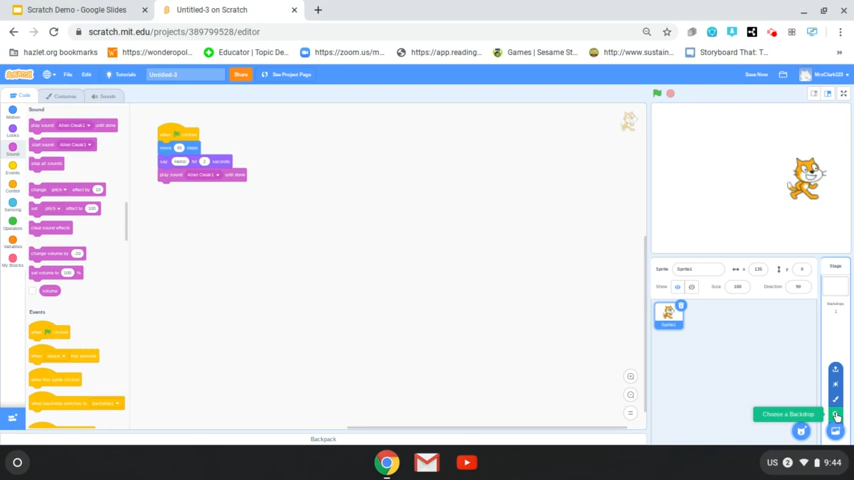 Scratch Demo - Google Slides
Untitled-3 on Scratch
scratch.mit.edu/projects/389799528/editor
hazlet.org bookmarks
https://wonderopol...
Educator | Topic De...
https://zoom.us/m...
https://app.reading...
Games | Sesame St...
http://www.sustain...
Storyboard That: T...
File
Edit
Tutorials
Untitled-3
Share
See Project Page
Save Now
MrsClark123
Code
Costumes
Sounds
Motion
Looks
Sound
Events
Control
Sensing
Operators
Variables
My Blocks
Sound
play sound Alien Creak1 until done
start sound Alien Creak1
stop all sounds
change pitch effect by 10
set pitch effect to 100
clear sound effects
change volume by -10
set volume to 100 %
volume
Events
when clicked
when space key pressed
when this sprite clicked
when backdrop switches to backdrop1
when clicked
move steps
say for 2 seconds
play sound Alien Creak1 until done
Sprite
Sprite1
x
y
0
Show
Size
100
Direction
90
Sprite1
Stage
Backdrops
1
Choose a Backdrop
Backpack
US 2 9:44